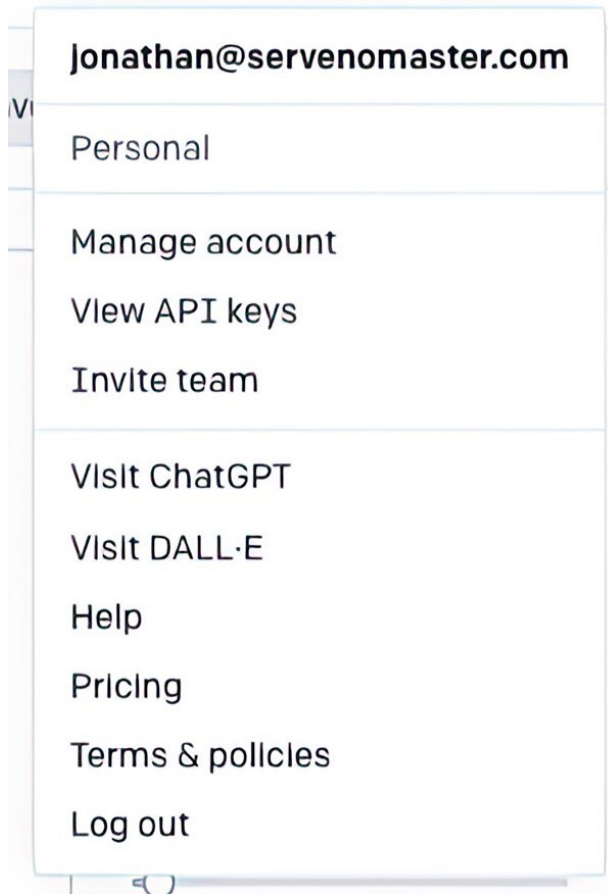 jonathan@servenomaster.com
Personal
Manage account
View API keys
Invite team
Visit ChatGPT
Visit DALL·E
Help
Pricing
Terms & policies
Log out